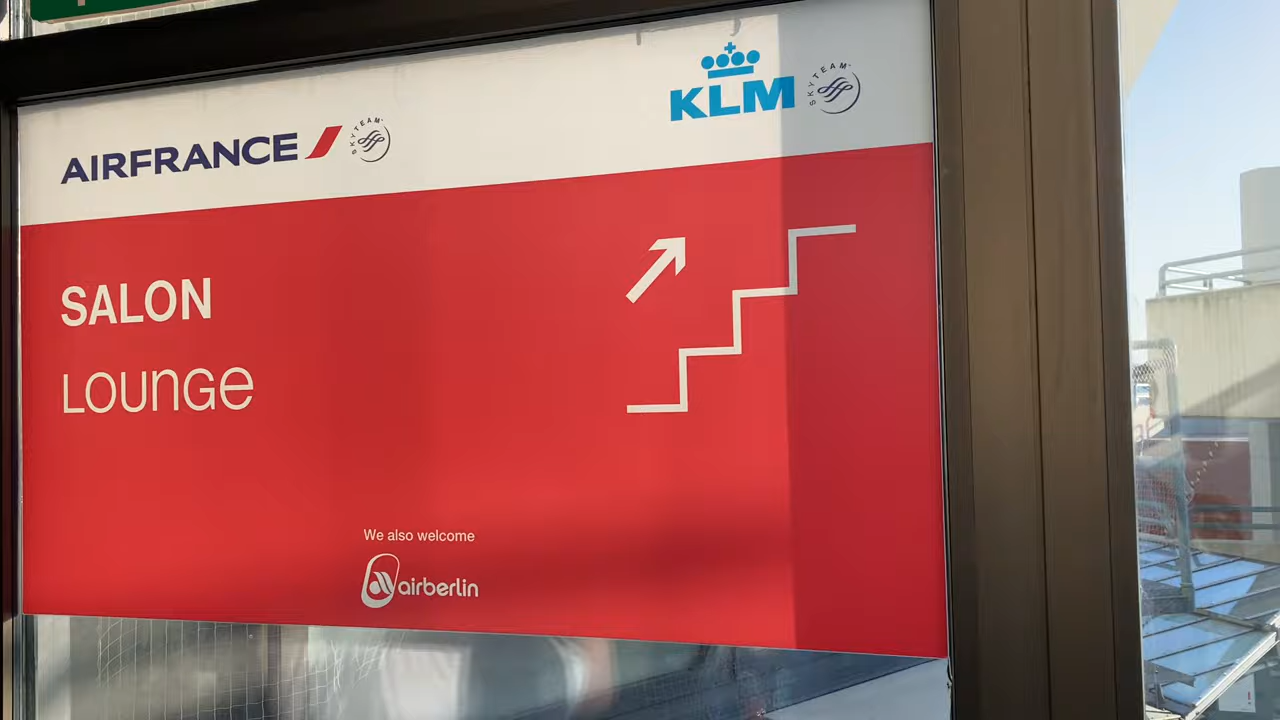 AIRFRANCE
SKYTEAM
KLM
SKYTEAM
SALON
LOUNGE
We also welcome
airberlin